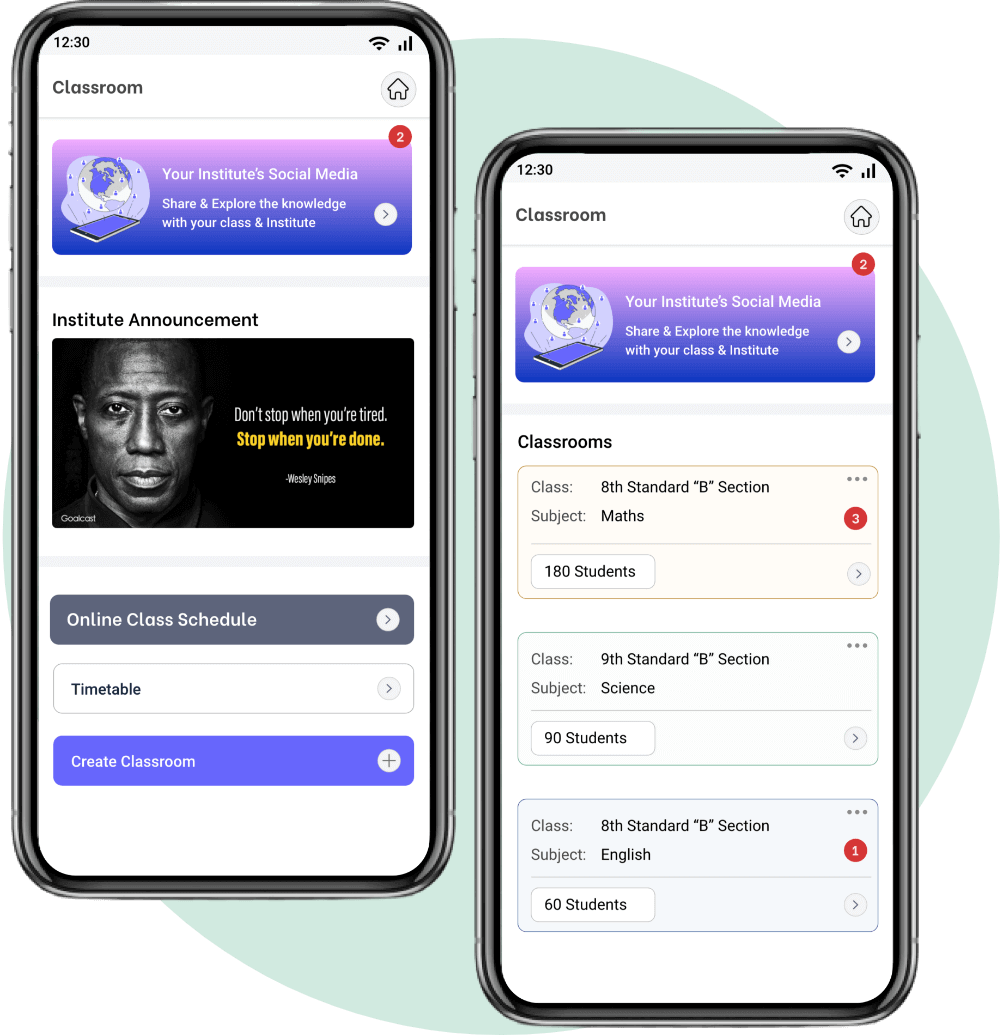 12:30
Classroom
2
Your Institute's Social Media
Share & Explore the knowledge
with your class & Institute
Institute Announcement
Don't stop when you're tired.
Stop when you're done.
-Wesley Snipes
Goalcast
Online Class Schedule
Timetable
Create Classroom
12:30
Classroom
2
Your Institute's Social Media
Share & Explore the knowledge
with your class & Institute
Classrooms
Class: 8th Standard “B” Section
Subject: Maths
3
180 Students
Class: 9th Standard “B” Section
Subject: Science
90 Students
Class: 8th Standard “B” Section
Subject: English
1
60 Students